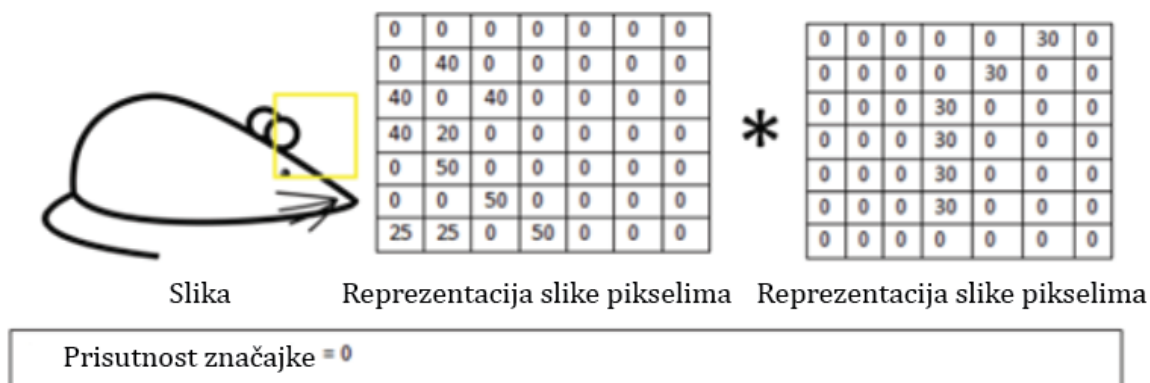 0 0 0 0 0 0 0
0 40 0 0 0 0 0
40 0 40 0 0 0 0
40 20 0 0 0 0 0
0 50 0 0 0 0 0
0 0 50 0 0 0 0
25 25 0 50 0 0 0
*
0 0 0 0 0 30 0
0 0 0 0 30 0 0
0 0 0 30 0 0 0
0 0 0 30 0 0 0
0 0 0 30 0 0 0
0 0 0 30 0 0 0
0 0 0 0 0 0 0
Slika
Reprezentacija slike pikselima
Reprezentacija slike pikselima
Prisutnost značajke = 0